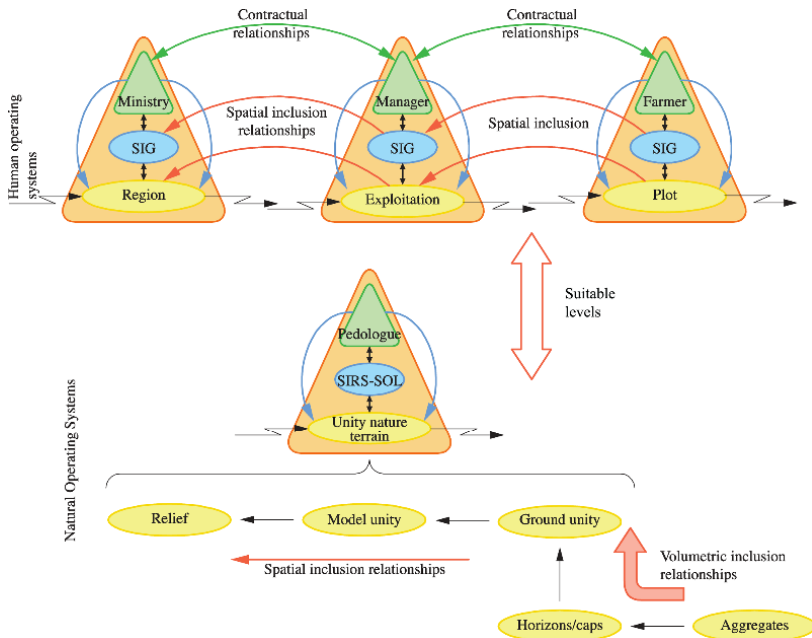 Contractual
relationships
Contractual
relationships
Ministry
Manager
Farmer
Spatial inclusion
relationships
Spatial inclusion
SIG
SIG
SIG
Human operating
systems
Region
Exploitation
Plot
Suitable
levels
Pedologue
SIRS-SOL
Unity nature
terrain
Natural Operating Systems
Relief
Model unity
Ground unity
Spatial inclusion relationships
Volumetric inclusion
relationships
Horizons/caps
Aggregates